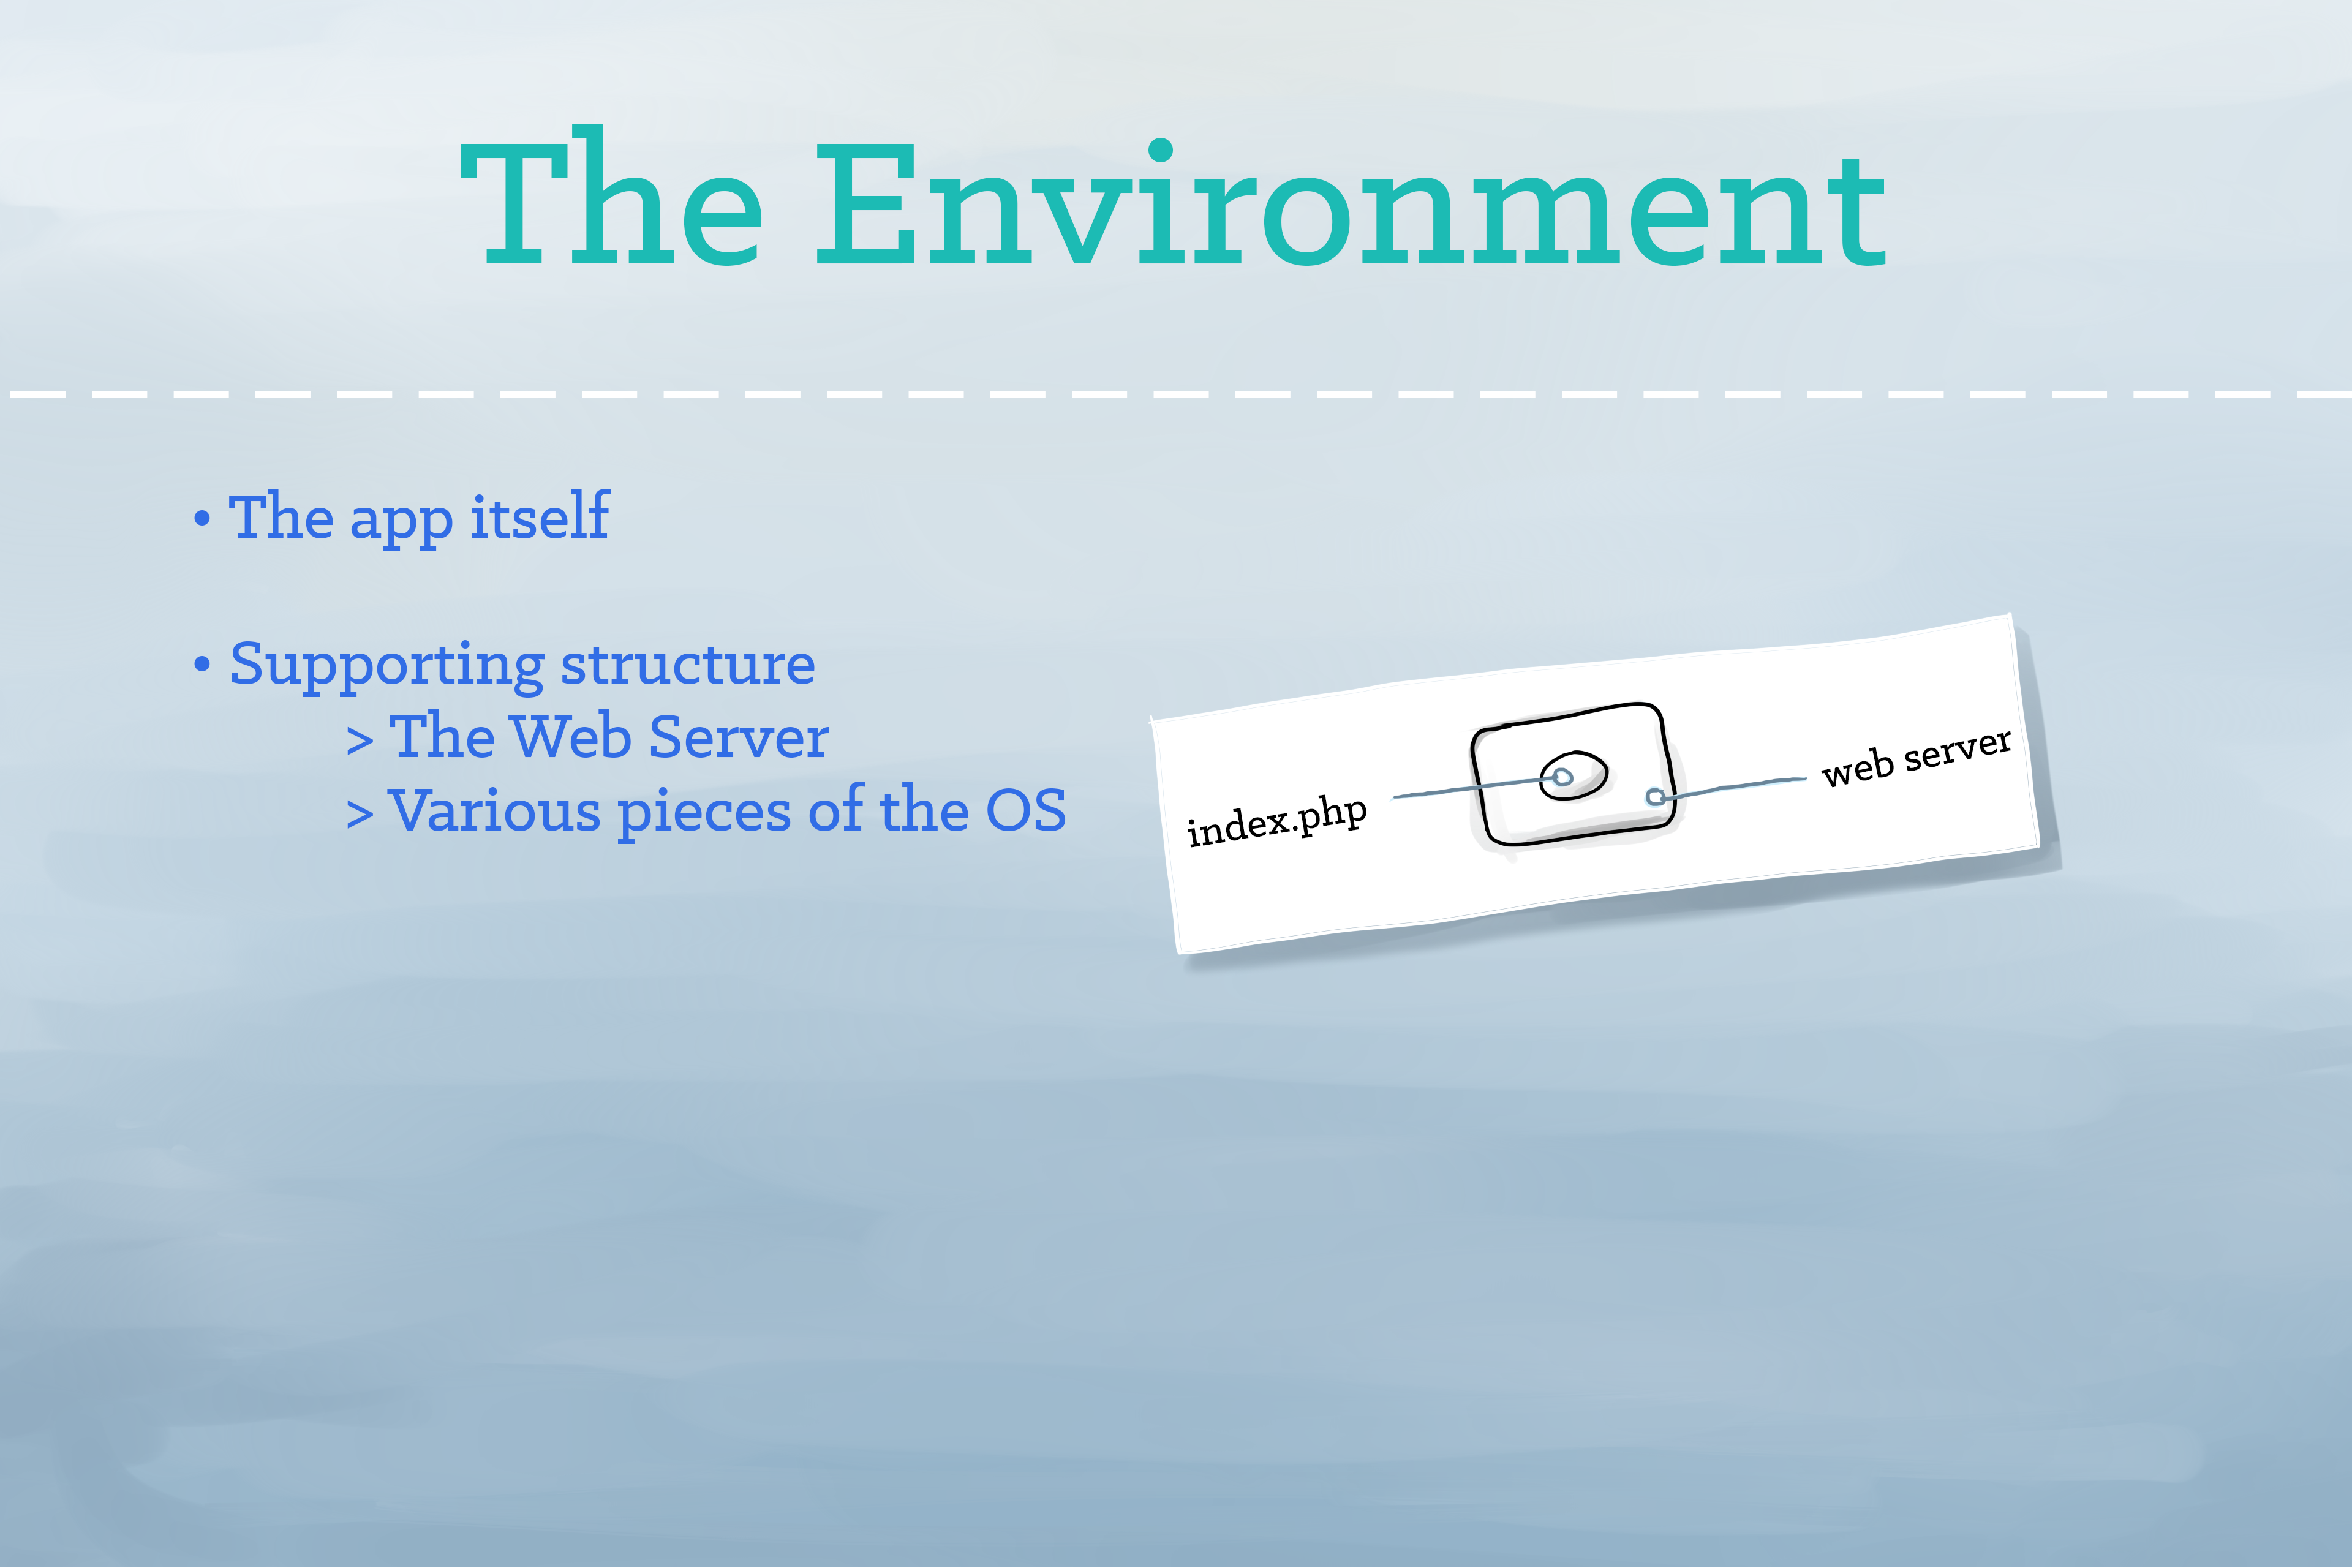 The Environment
• The app itself
• Supporting structure
> The Web Server
> Various pieces of the OS
index.php
web server